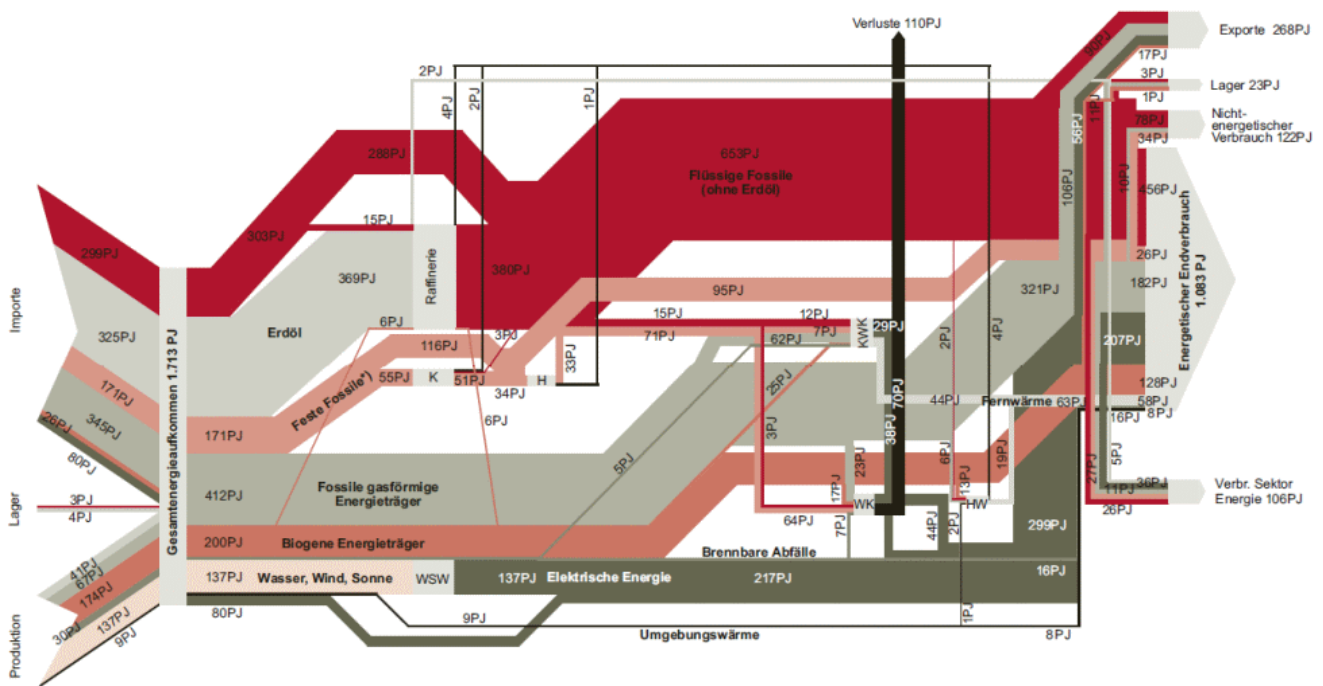 Verluste 110PJ
90PJ
Exporte 268PJ
17PJ
2PJ
3PJ
Lager 23PJ
4PJ
2PJ
1PJ
11PJ
1PJ
78PJ
Nicht-
energetischer
Verbrauch 122PJ
34PJ
56PJ
288PJ
653PJ
Flüssige Fossile
(ohne Erdöl)
106PJ
10PJ
456PJ
15PJ
303PJ
299PJ
Raffinerie
380PJ
26PJ
369PJ
182PJ
Energetischer Endverbrauch
1.083 PJ
95PJ
321PJ
Importe
325PJ
Erdöl
6PJ
3PJ
15PJ
12PJ
7PJ
KWK
29PJ
71PJ
62PJ
2PJ
4PJ
207PJ
Gesamtenergieaufkommen 1.713 PJ
116PJ
33PJ
171PJ
55PJ
K
51PJ
34PJ
H
25PJ
70PJ
128PJ
Feste Fossile*)
44PJ
Fernwärme
63PJ
58PJ
345PJ
26PJ
171PJ
6PJ
3PJ
38PJ
16PJ
8PJ
80PJ
5PJ
23PJ
6PJ
19PJ
5PJ
27PJ
Lager
3PJ
4PJ
412PJ
Fossile gasförmige
Energieträger
17PJ
WK
13PJ
HW
36PJ
11PJ
26PJ
Verbr. Sektor
Energie 106PJ
64PJ
7PJ
44PJ
2PJ
299PJ
200PJ
Biogene Energieträger
Brennbare Abfälle
41PJ
67PJ
174PJ
137PJ
Wasser, Wind, Sonne
WSW
137PJ
Elektrische Energie
217PJ
16PJ
Produktion
30PJ
137PJ
9PJ
80PJ
9PJ
Umgebungswärme
1PJ
8PJ